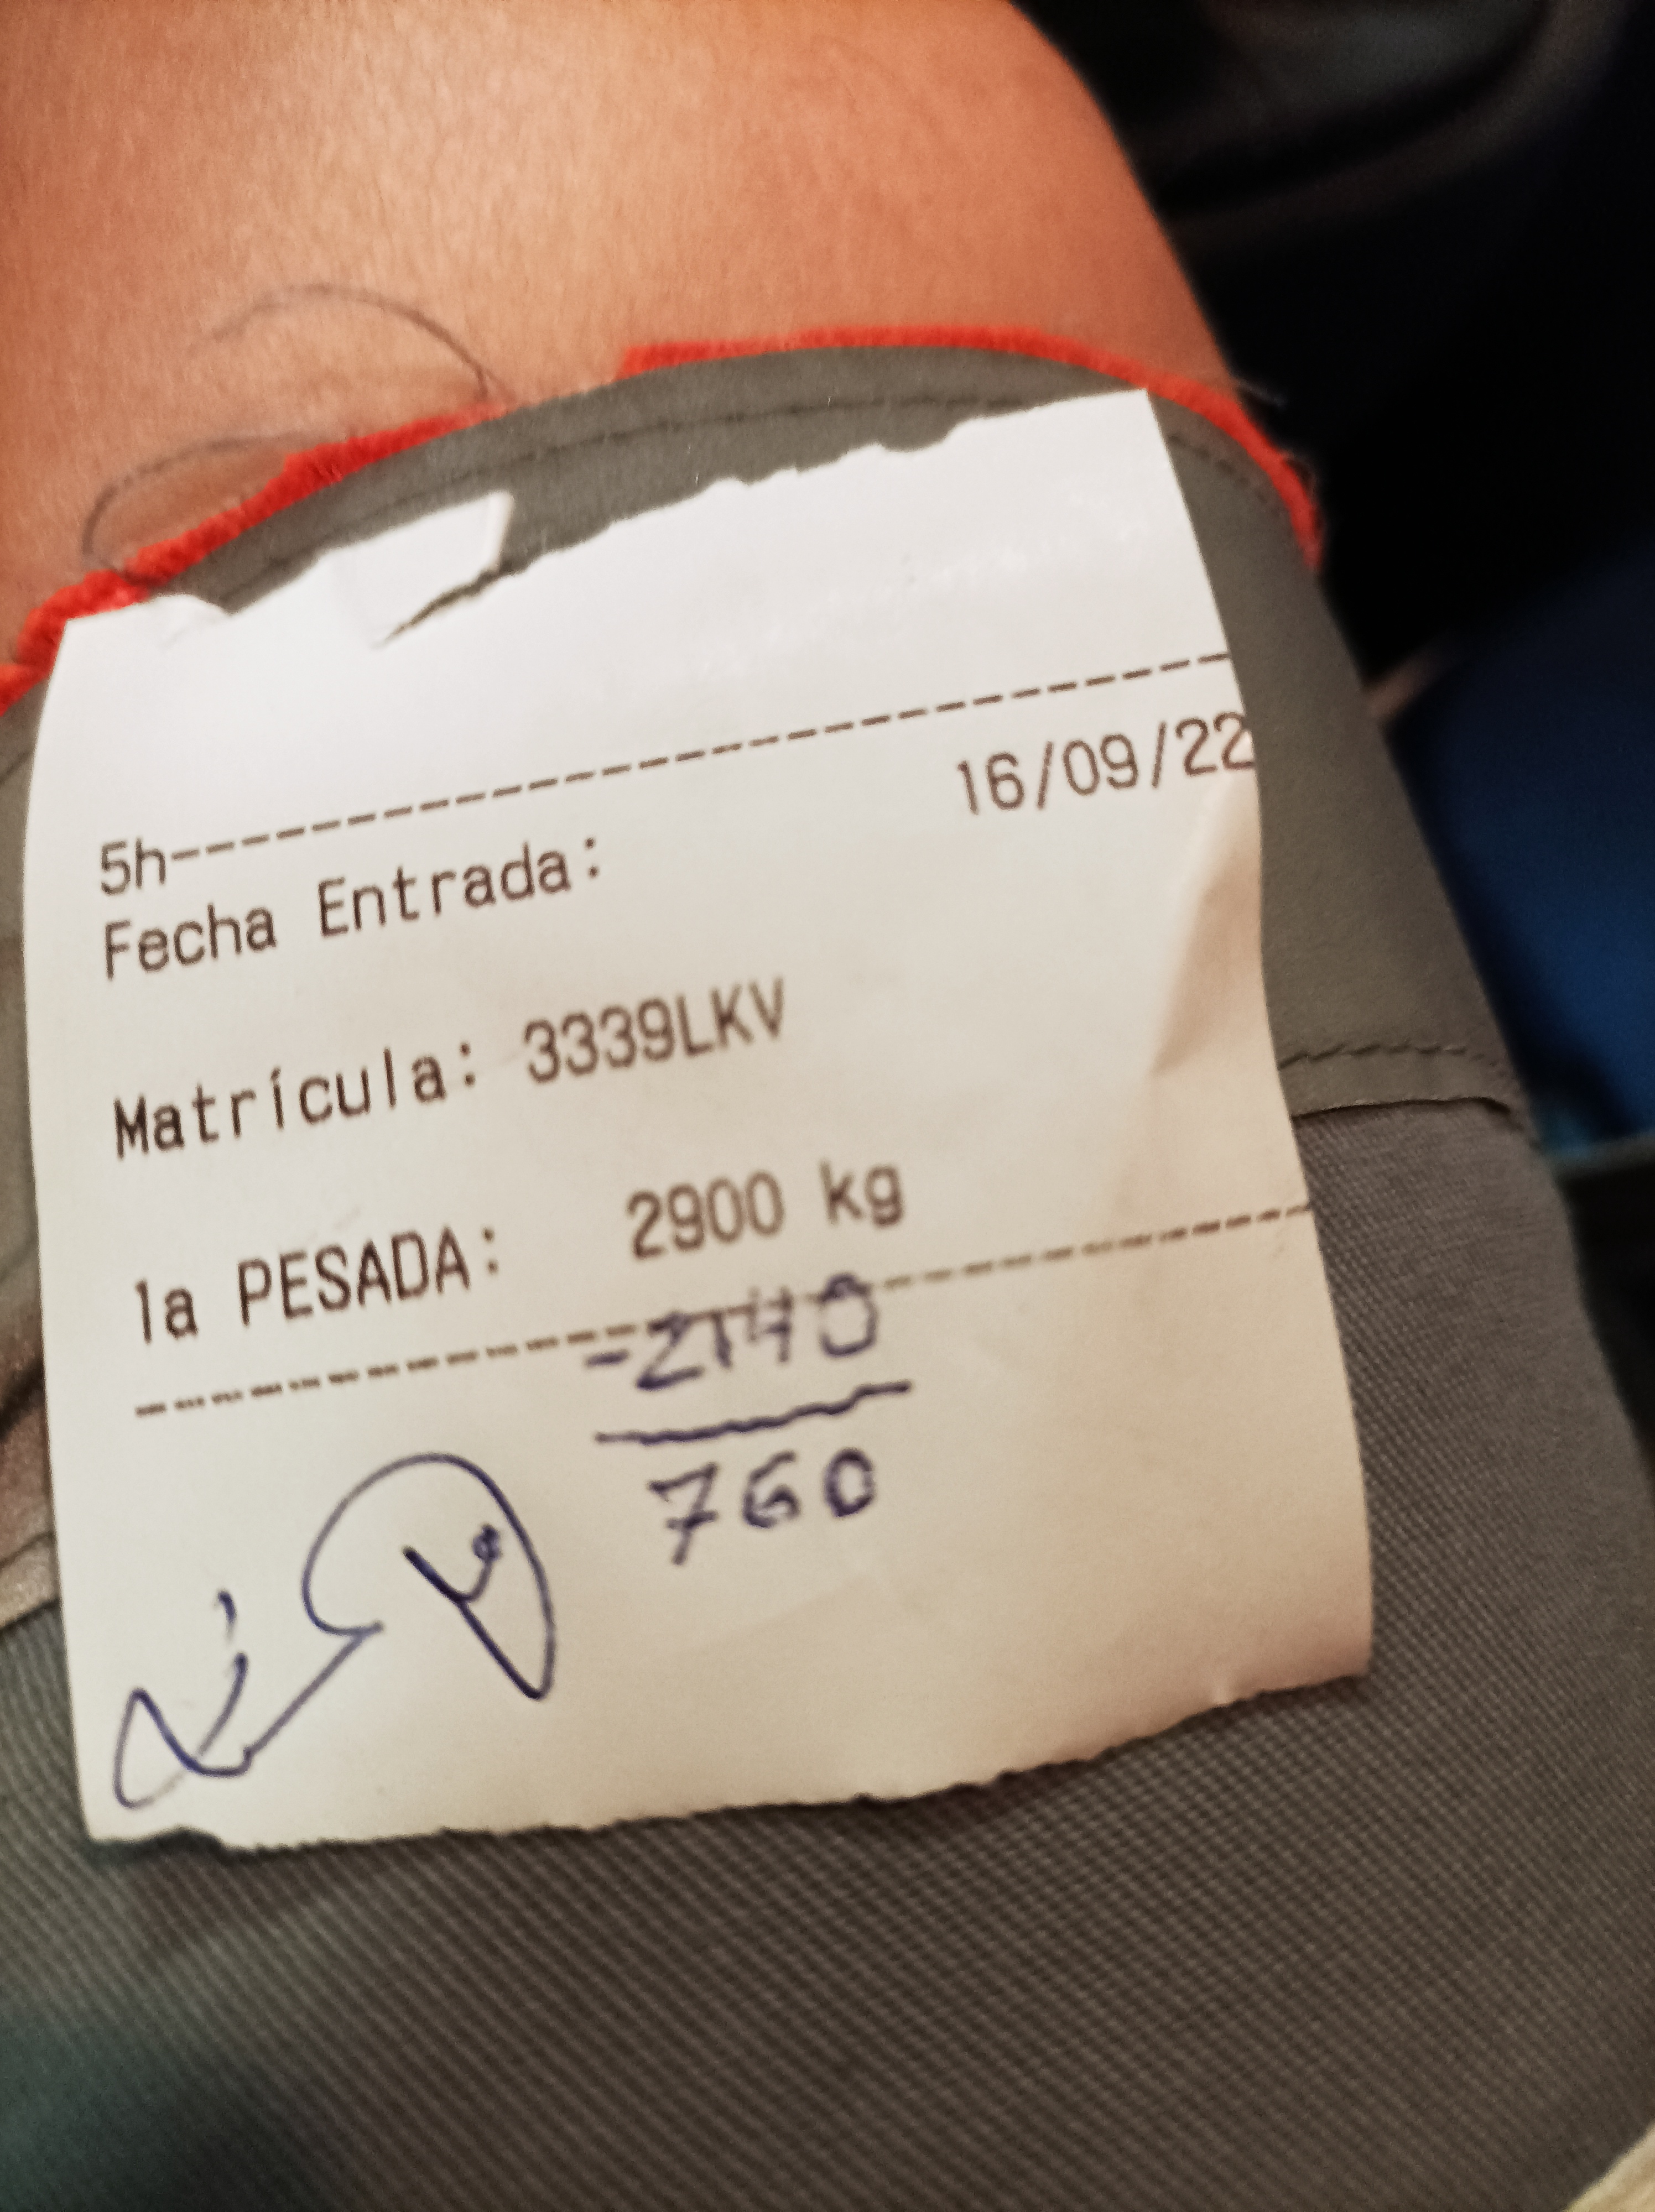 5h--------------------------------------
Fecha Entrada: 16/09/22
Matrícula: 3339LKV
1a PESADA: 2900 kg
-2140
760